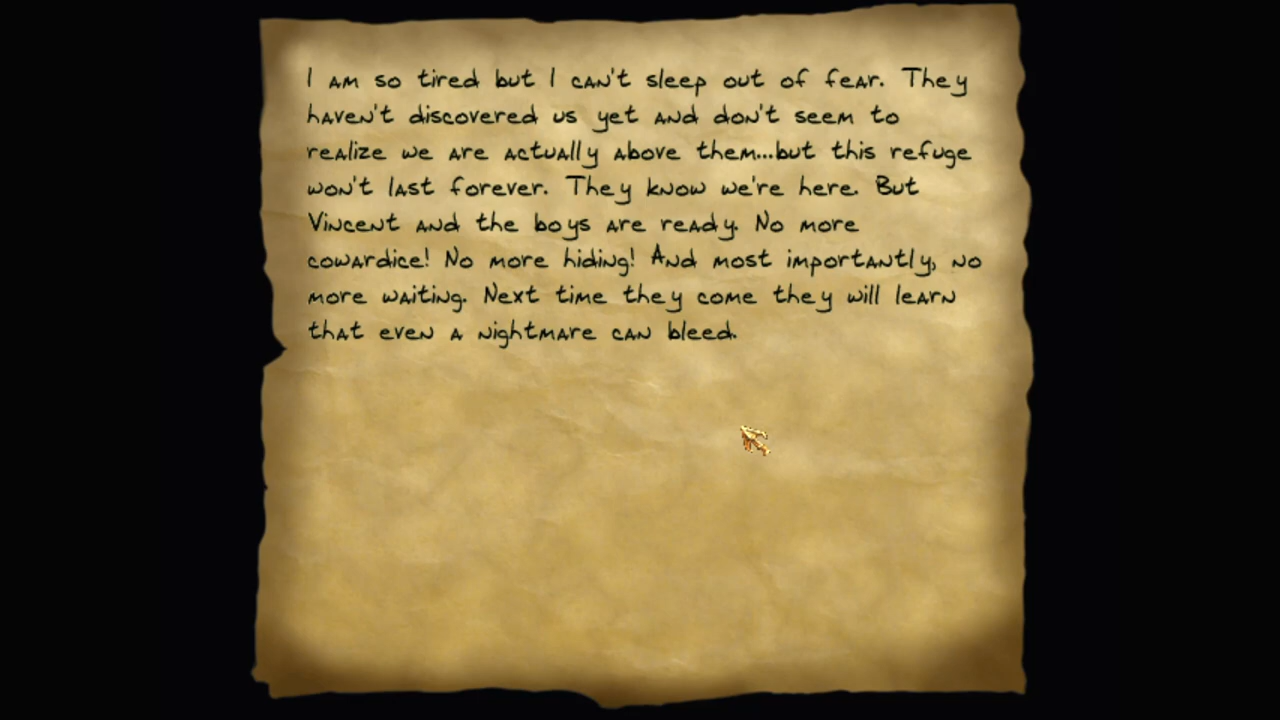 I am so tired but I can't sleep out of fear. They
haven't discovered us yet and don't seem to
realize we are actually above them...but this refuge
won't last forever. They know we're here. But
Vincent and the boys are ready. No more
cowardice! No more hiding! And most importantly, no
more waiting. Next time they come they will learn
that even a nightmare can bleed.